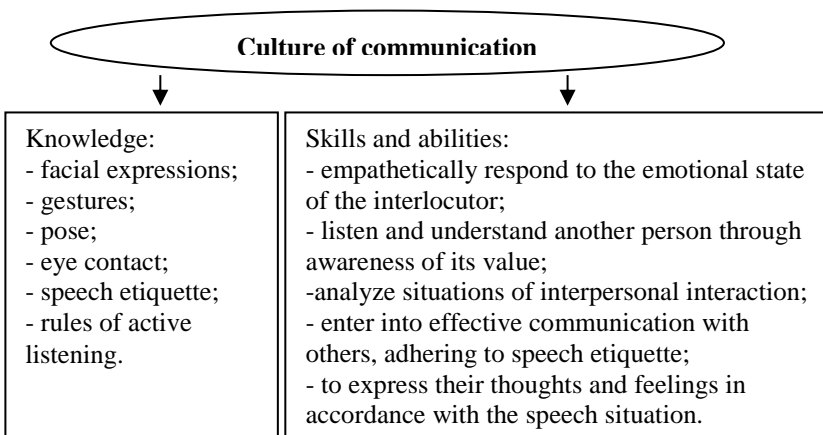 Culture of communication
Knowledge:
- facial expressions;
- gestures;
- pose;
- eye contact;
- speech etiquette;
- rules of active
listening.
Skills and abilities:
- empathetically respond to the emotional state
of the interlocutor;
- listen and understand another person through
awareness of its value;
-analyze situations of interpersonal interaction;
- enter into effective communication with
others, adhering to speech etiquette;
- to express their thoughts and feelings in
accordance with the speech situation.